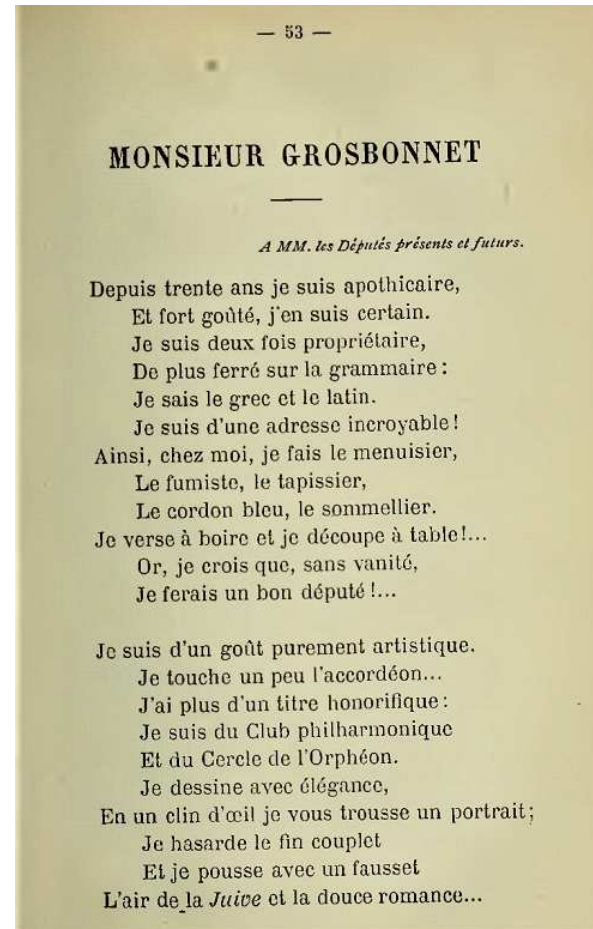 — 53 —
MONSIEUR GROSBONNET
A MM. les Députés présents et futurs.
Depuis trente ans je suis apothicaire,
Et fort goûté, j'en suis certain.
Je suis deux fois propriétaire,
De plus ferré sur la grammaire :
Je sais le grec et le latin.
Je suis d'une adresse incroyable !
Ainsi, chez moi, je fais le menuisier,
Le fumiste, le tapissier,
Le cordon bleu, le sommellier.
Je verse à boire et je découpe à table !...
Or, je crois que, sans vanité,
Je ferais un bon député !...
Je suis d'un goût purement artistique.
Je touche un peu l'accordéon...
J'ai plus d'un titre honorifique :
Je suis du Club philharmonique
Et du Cercle de l'Orphéon.
Je dessine avec élégance,
En un clin d'œil je vous trousse un portrait ;
Je hasarde le fin couplet
Et je pousse avec un fausset
L'air de la Juive et la douce romance...